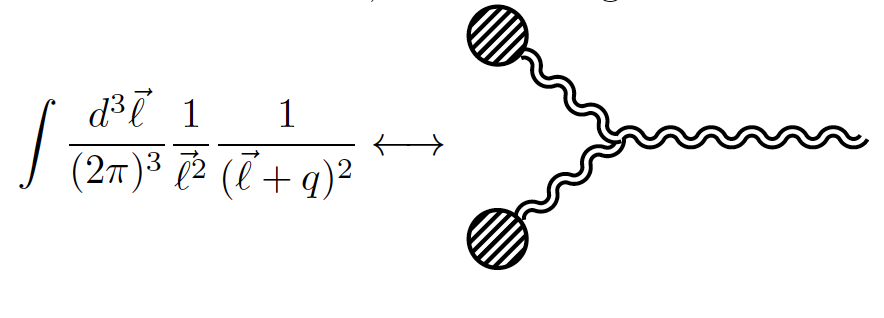 ∫ d³ℓ⃗/(2π)³ 1/ℓ⃗² 1/(ℓ⃗ + q)² ⟷